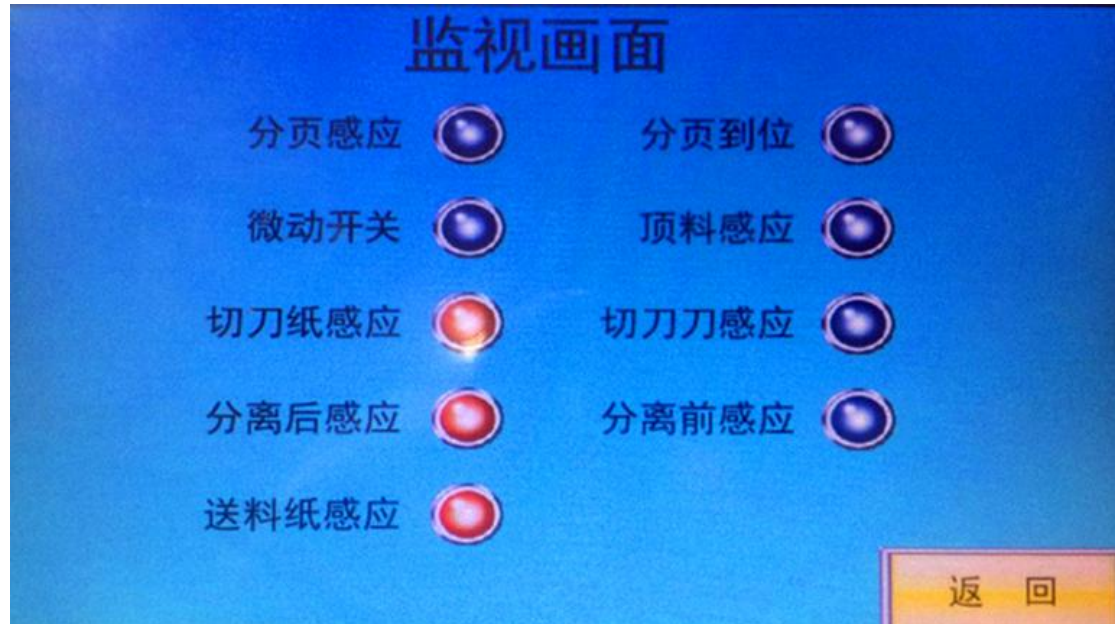 监视画面
分页感应 分页到位
微动开关 顶料感应
切刀纸感应 切刀刀感应
分离后感应 分离前感应
送料纸感应
返 回